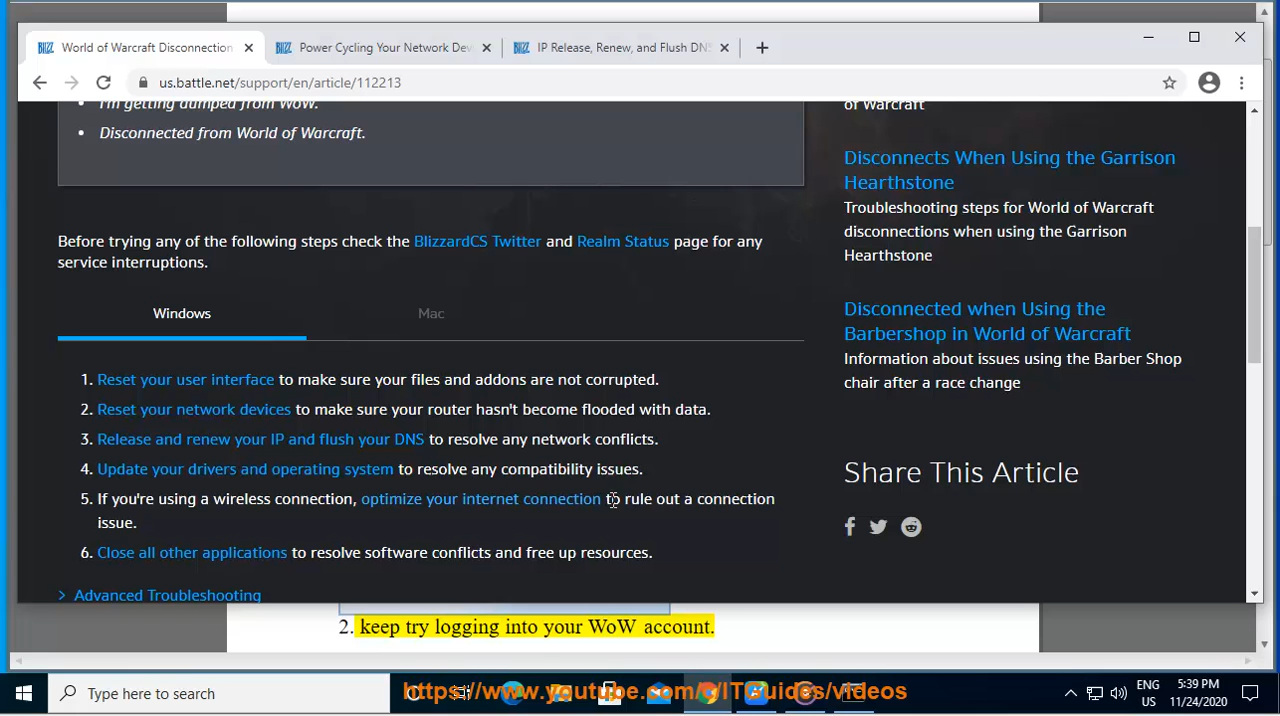 World of Warcraft Disconnection
Power Cycling Your Network Dev
IP Release, Renew, and Flush DNS
us.battle.net/support/en/article/112213
• I'm getting dumped from WoW.
• Disconnected from World of Warcraft.
Before trying any of the following steps check the BlizzardCS Twitter and Realm Status page for any
service interruptions.
Windows
Mac
1. Reset your user interface to make sure your files and addons are not corrupted.
2. Reset your network devices to make sure your router hasn't become flooded with data.
3. Release and renew your IP and flush your DNS to resolve any network conflicts.
4. Update your drivers and operating system to resolve any compatibility issues.
5. If you're using a wireless connection, optimize your internet connection to rule out a connection
issue.
6. Close all other applications to resolve software conflicts and free up resources.
> Advanced Troubleshooting
of Warcraft
Disconnects When Using the Garrison
Hearthstone
Troubleshooting steps for World of Warcraft
disconnections when using the Garrison
Hearthstone
Disconnected when Using the
Barbershop in World of Warcraft
Information about issues using the Barber Shop
chair after a race change
Share This Article
2. keep try logging into your WoW account.
Type here to search
ENG
US
5:39 PM
11/24/2020